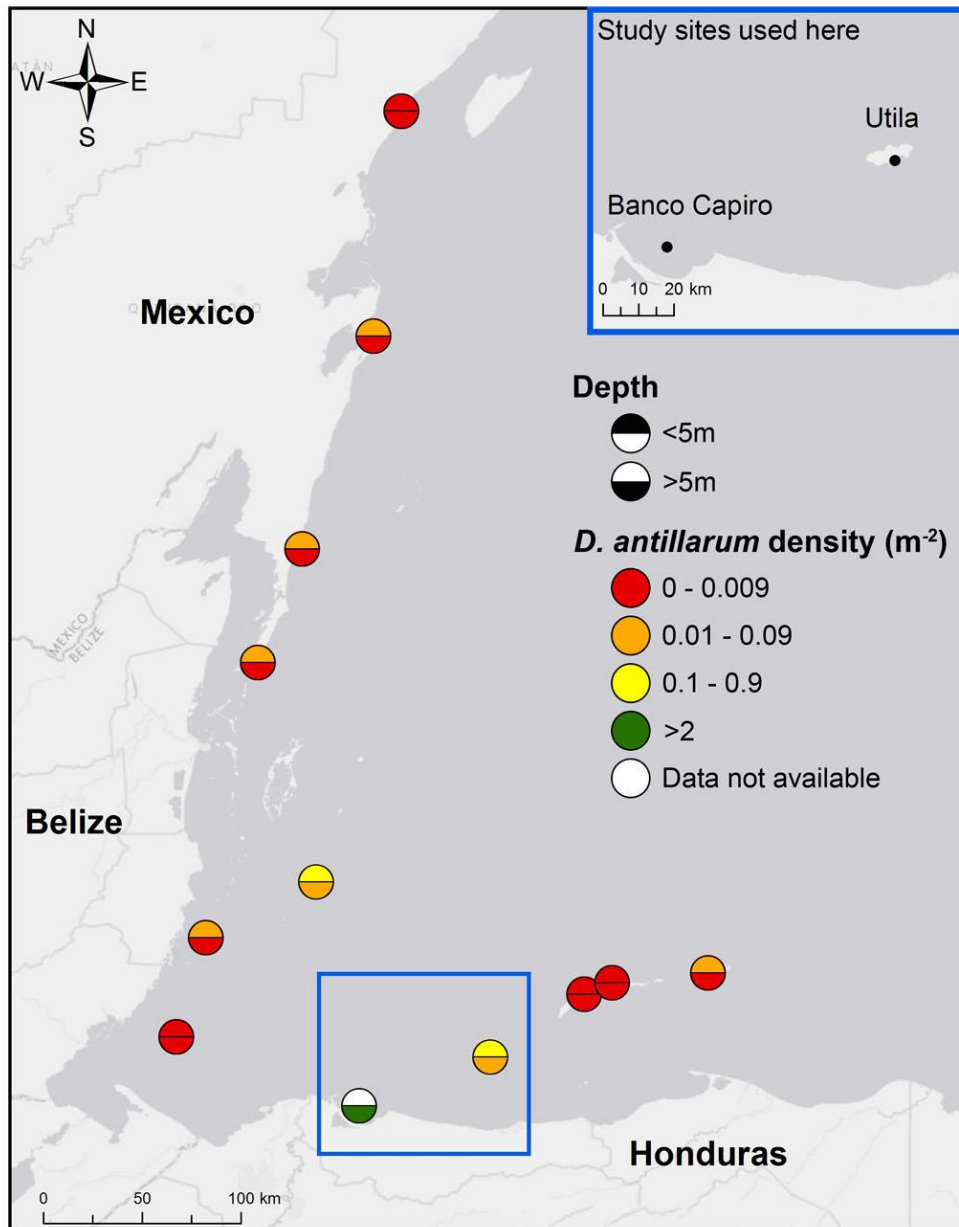 N
W E
S
ATÁN
Study sites used here
Utila
Banco Capiro
0 10 20 km
Mexico
Depth
<5m
>5m
D. antillarum density (m⁻²)
0 - 0.009
0.01 - 0.09
0.1 - 0.9
>2
Data not available
MEXICO
BELIZE
Belize
Honduras
0 50 100 km